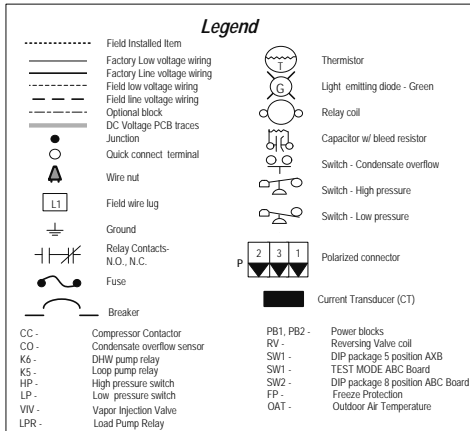 Legend
Field Installed Item
Factory Low voltage wiring
Factory Line voltage wiring
Field low voltage wiring
Field line voltage wiring
Optional block
DC Voltage PCB traces
Junction
Quick connect terminal
Wire nut
L1
Field wire lug
Ground
Relay Contacts-
N.O., N.C.
Fuse
Breaker
T
Thermistor
G
Light emitting diode - Green
Relay coil
Capacitor w/ bleed resistor
Switch - Condensate overflow
Switch - High pressure
Switch - Low pressure
P
2 3 1
Polarized connector
Current Transducer (CT)
CC - Compressor Contactor
CO - Condensate overflow sensor
K6 - DHW pump relay
K5 - Loop pump relay
HP - High pressure switch
LP - Low pressure switch
VIV - Vapor Injection Valve
LPR - Load Pump Relay
PB1, PB2 - Power blocks
RV - Reversing Valve coil
SW1 - DIP package 5 position AXB
SW1 - TEST MODE ABC Board
SW2 - DIP package 8 position ABC Board
FP - Freeze Protection
OAT - Outdoor Air Temperature